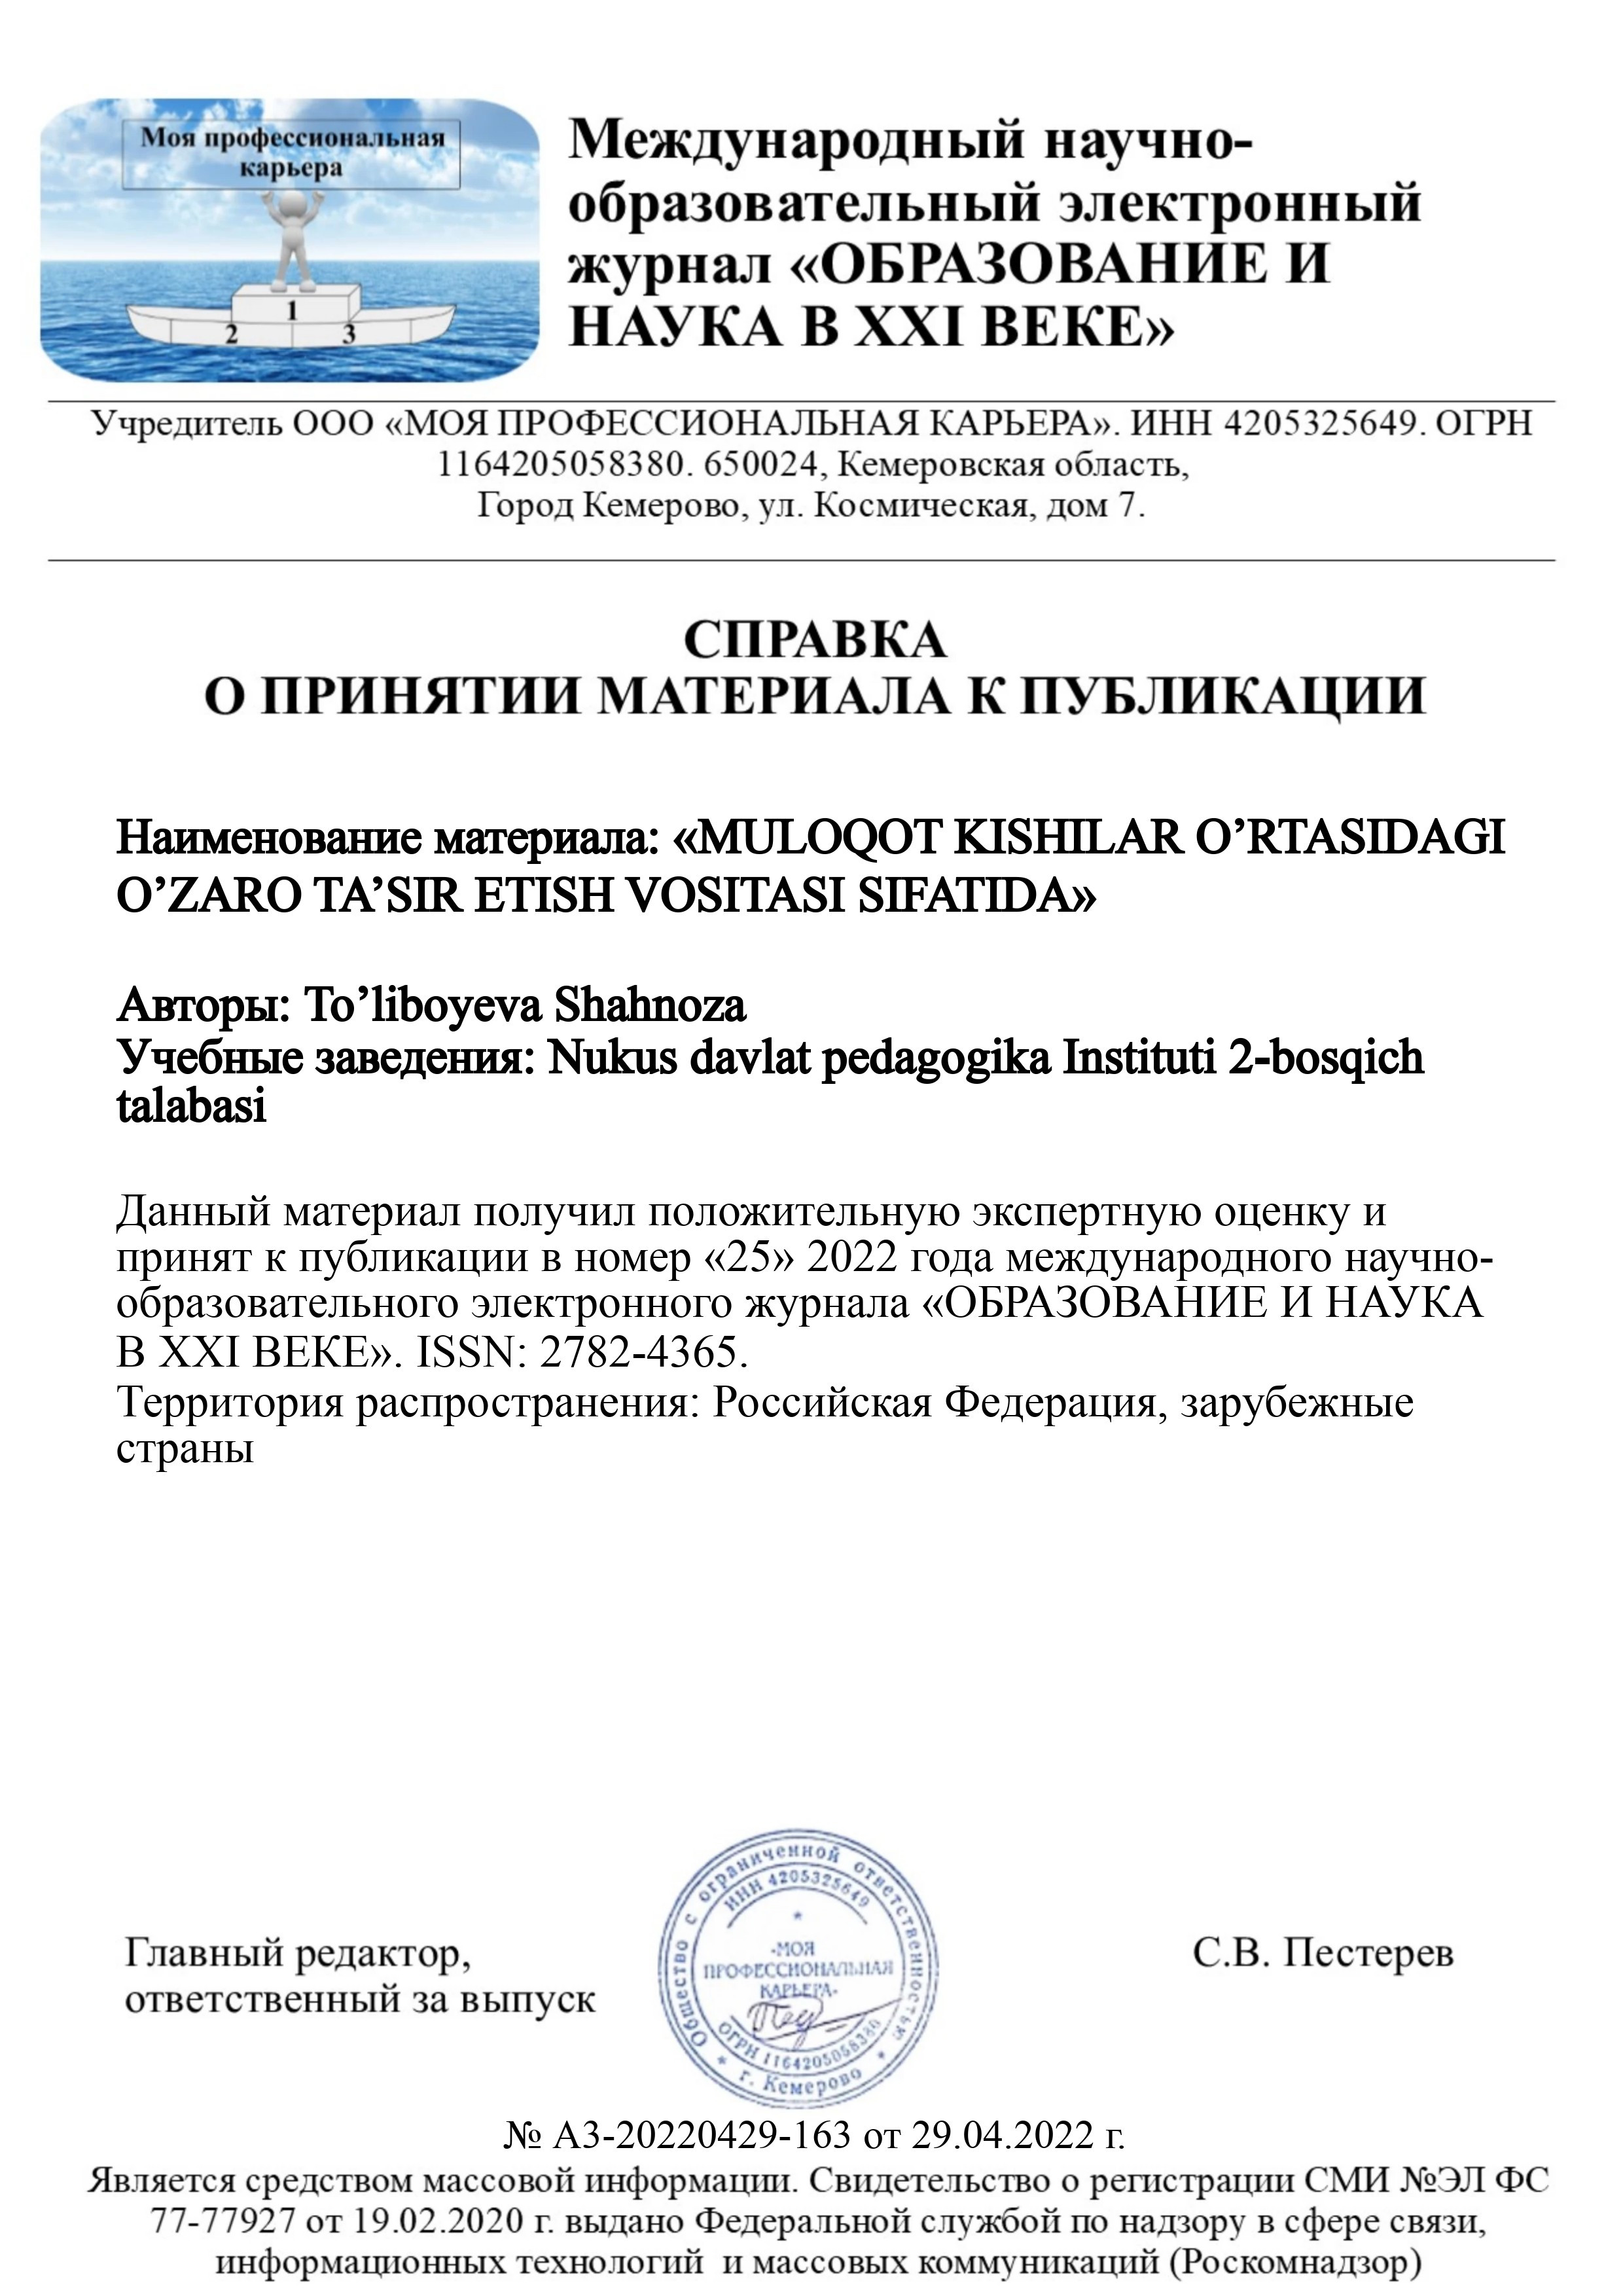 Моя профессиональная
карьера
1
2
3
Международный научно-
образовательный электронный
журнал «ОБРАЗОВАНИЕ И
НАУКА В XXI ВЕКЕ»
Учредитель ООО «МОЯ ПРОФЕССИОНАЛЬНАЯ КАРЬЕРА». ИНН 4205325649. ОГРН
1164205058380. 650024, Кемеровская область,
Город Кемерово, ул. Космическая, дом 7.
СПРАВКА
О ПРИНЯТИИ МАТЕРИАЛА К ПУБЛИКАЦИИ
Наименование материала: «MULOQOT KISHILAR O’RTASIDAGI
O’ZARO TA’SIR ETISH VOSITASI SIFATIDA»
Авторы: To’liboyeva Shahnoza
Учебные заведения: Nukus davlat pedagogika Instituti 2-bosqich
talabasi
Данный материал получил положительную экспертную оценку и
принят к публикации в номер «25» 2022 года международного научно-
образовательного электронного журнала «ОБРАЗОВАНИЕ И НАУКА
В XXI ВЕКЕ». ISSN: 2782-4365.
Территория распространения: Российская Федерация, зарубежные
страны
Главный редактор,
ответственный за выпуск
Общество с ограниченной ответственностью
ИНН 4205325649
«МОЯ
ПРОФЕССИОНАЛЬНАЯ
КАРЬЕРА»
ОГРН 1164205058380
г. Кемерово
С.В. Пестерев
№ A3-20220429-163 от 29.04.2022 г.
Является средством массовой информации. Свидетельство о регистрации СМИ №ЭЛ ФС
77-77927 от 19.02.2020 г. выдано Федеральной службой по надзору в сфере связи,
информационных технологий  и массовых коммуникаций (Роскомнадзор)